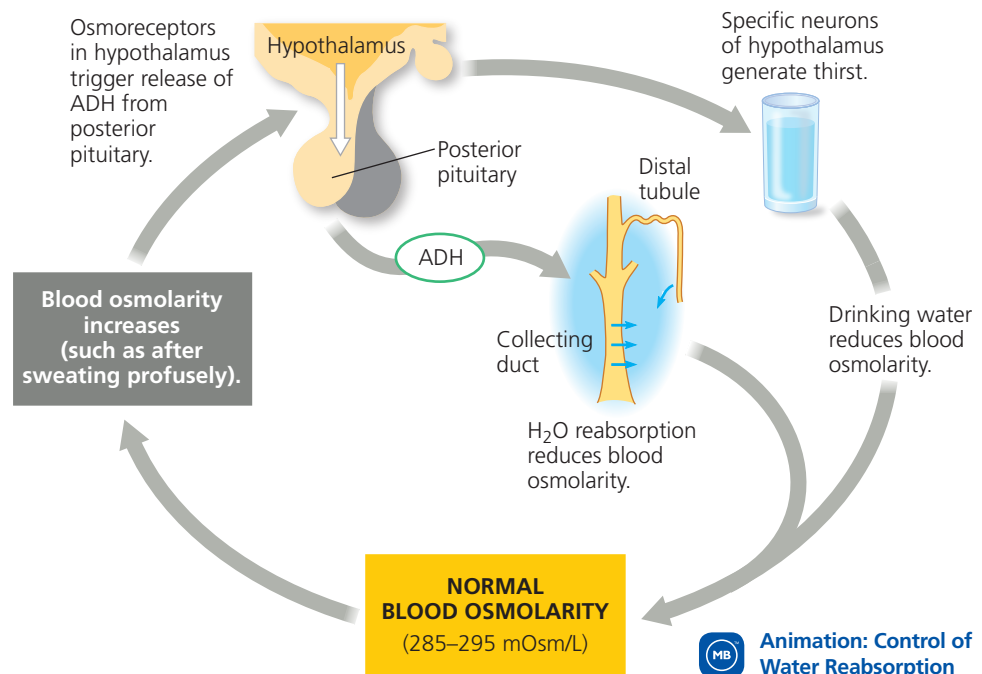 Osmoreceptors
in hypothalamus
trigger release of
ADH from
posterior
pituitary.
Hypothalamus
Specific neurons
of hypothalamus
generate thirst.
Posterior
pituitary
Distal
tubule
ADH
Blood osmolarity
increases
(such as after
sweating profusely).
Collecting
duct
Drinking water
reduces blood
osmolarity.
H₂O reabsorption
reduces blood
osmolarity.
NORMAL
BLOOD OSMOLARITY
(285–295 mOsm/L)
MB
Animation: Control of
Water Reabsorption